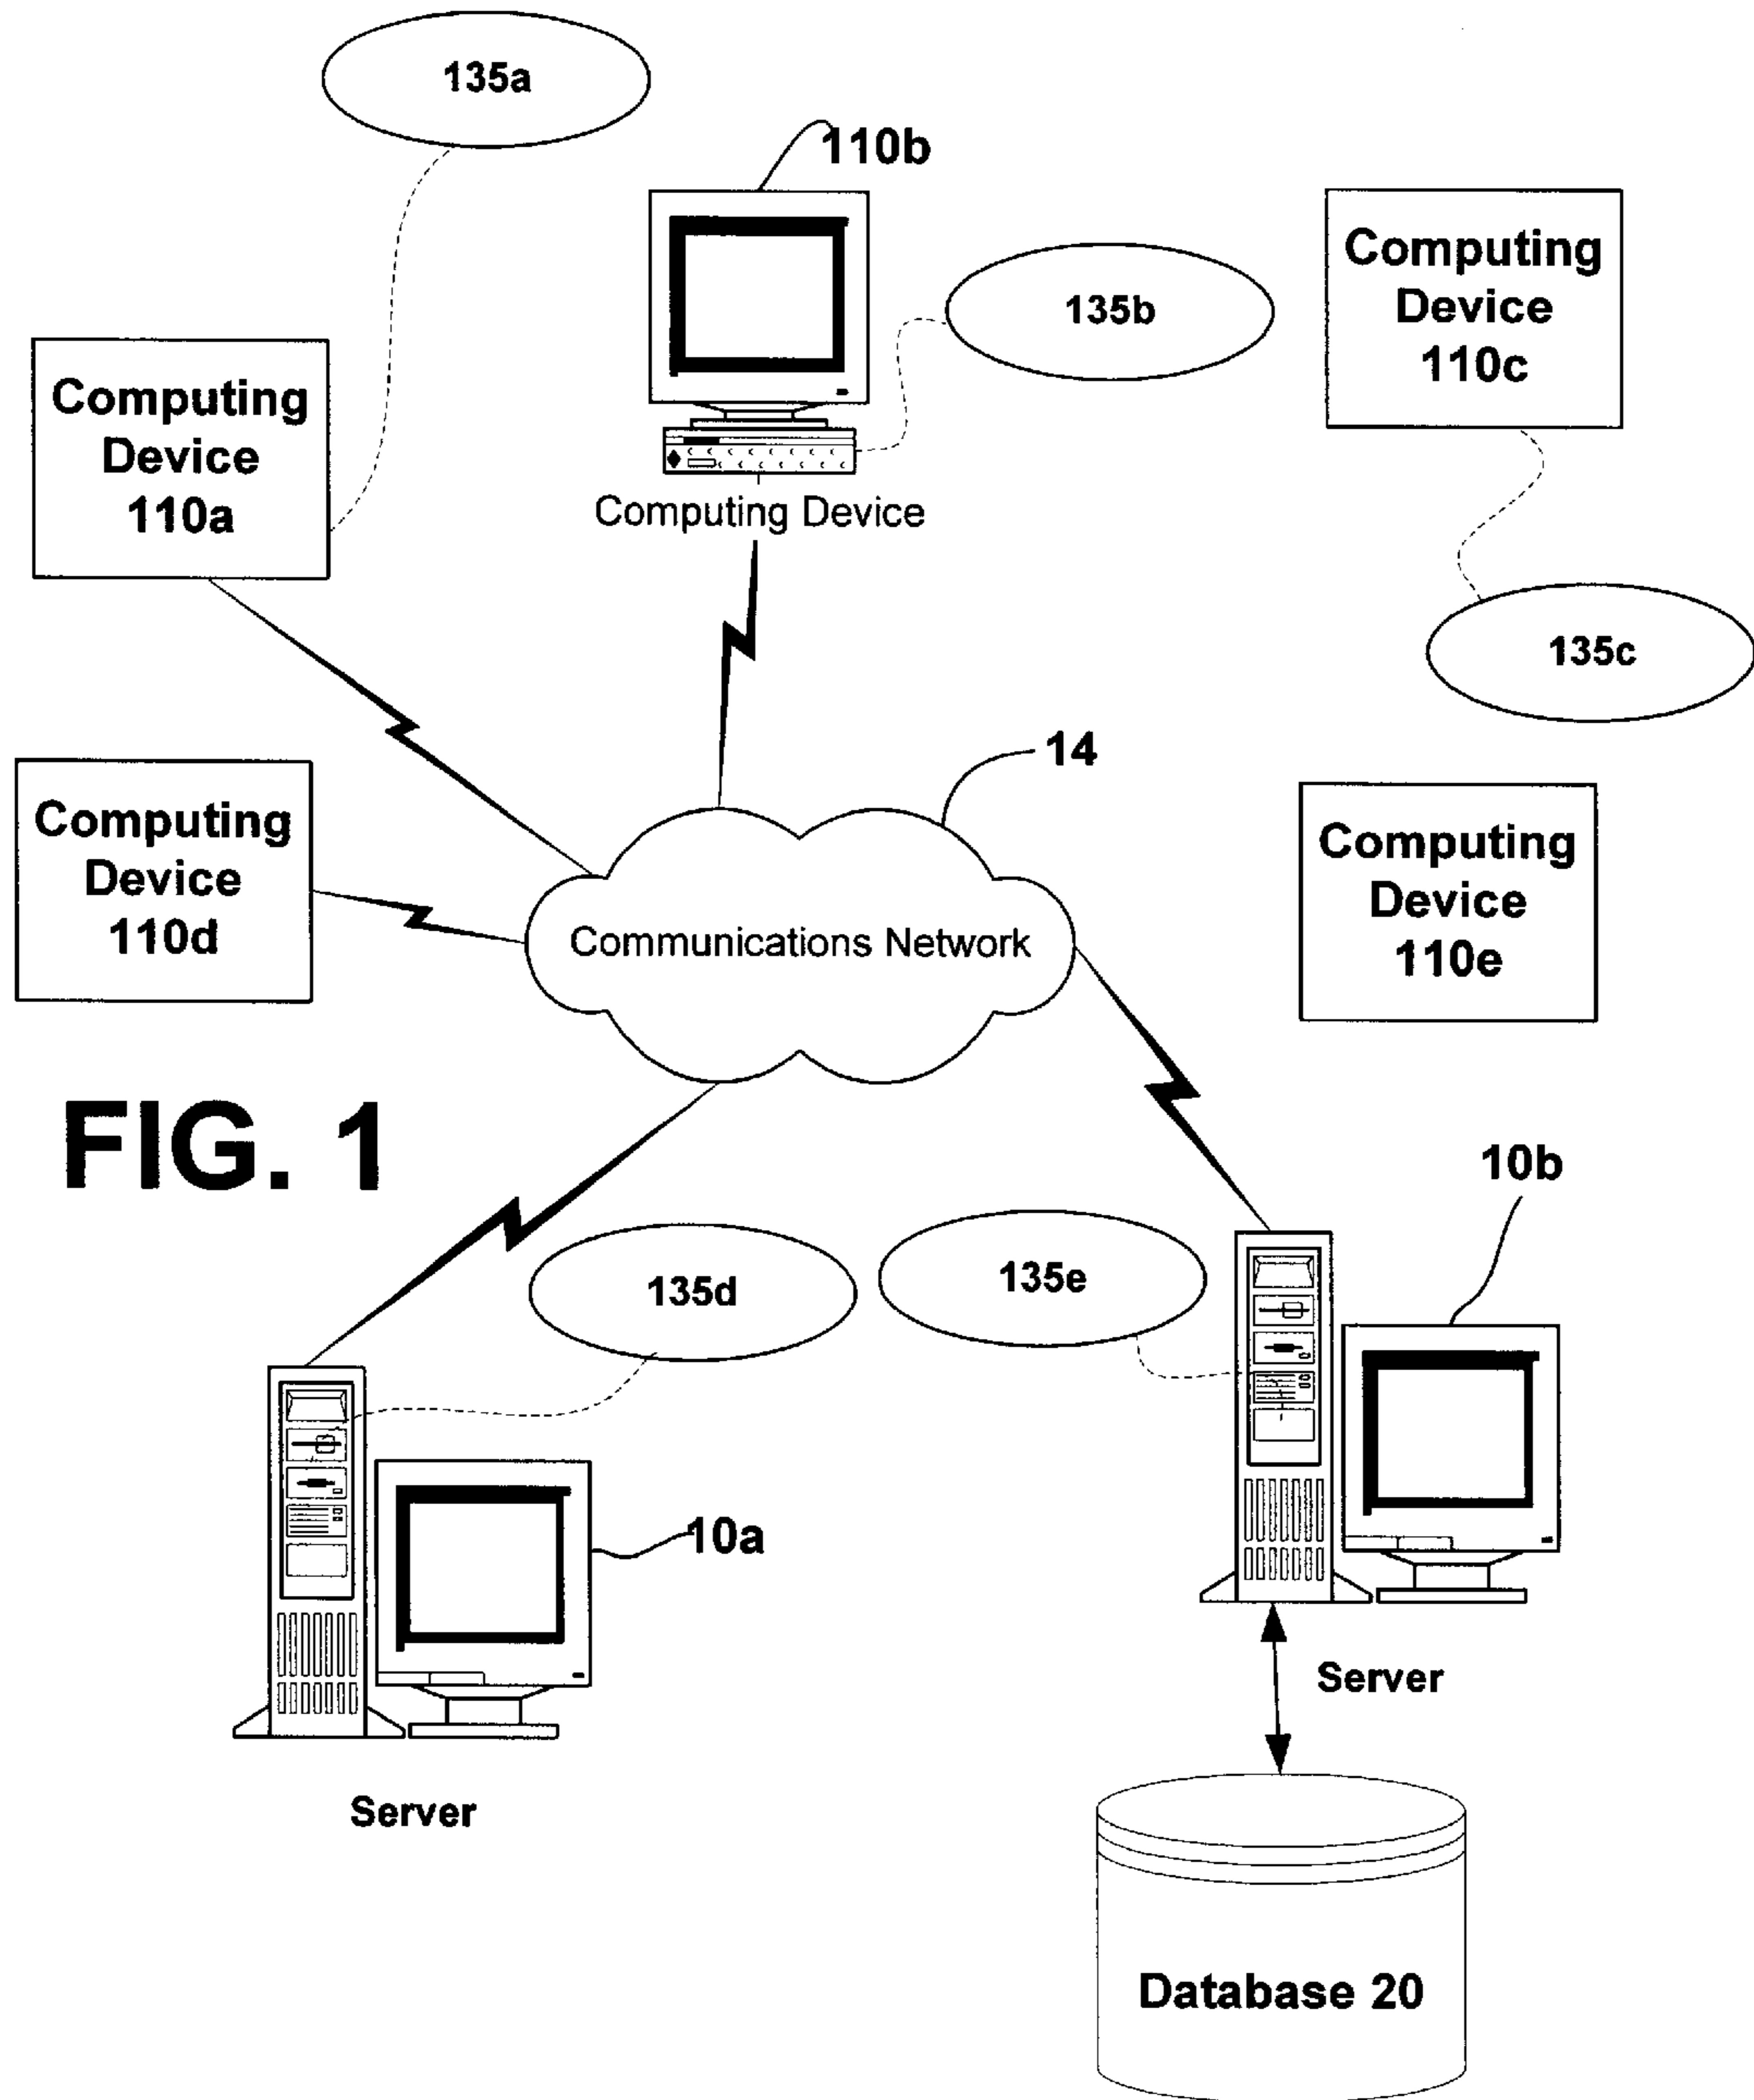 135a
110b
Computing
Device
110c
135b
Computing
Device
110a
Computing Device
135c
14
Computing
Device
110d
Computing
Device
110e
Communications Network
FIG. 1
10b
135d
135e
10a
Server
Server
Database 20